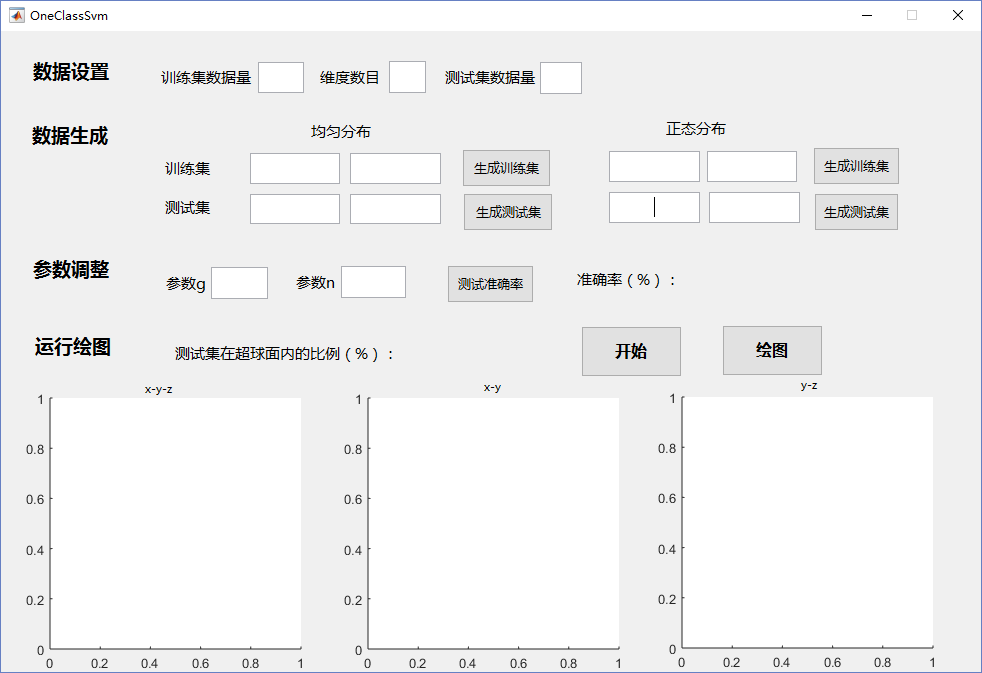 OneClassSvm
数据设置 训练集数据量 维度数目 测试集数据量
数据生成 均匀分布 正态分布
训练集 生成训练集 生成训练集
测试集 生成测试集 生成测试集
参数调整 参数g 参数n 测试准确率 准确率（%）：
运行绘图 测试集在超球面内的比例（%）： 开始 绘图
x-y-z x-y y-z
1 1 1
0.8 0.8 0.8
0.6 0.6 0.6
0.4 0.4 0.4
0.2 0.2 0.2
0 0 0
0 0.2 0.4 0.6 0.8 1 0 0.2 0.4 0.6 0.8 1 0 0.2 0.4 0.6 0.8 1